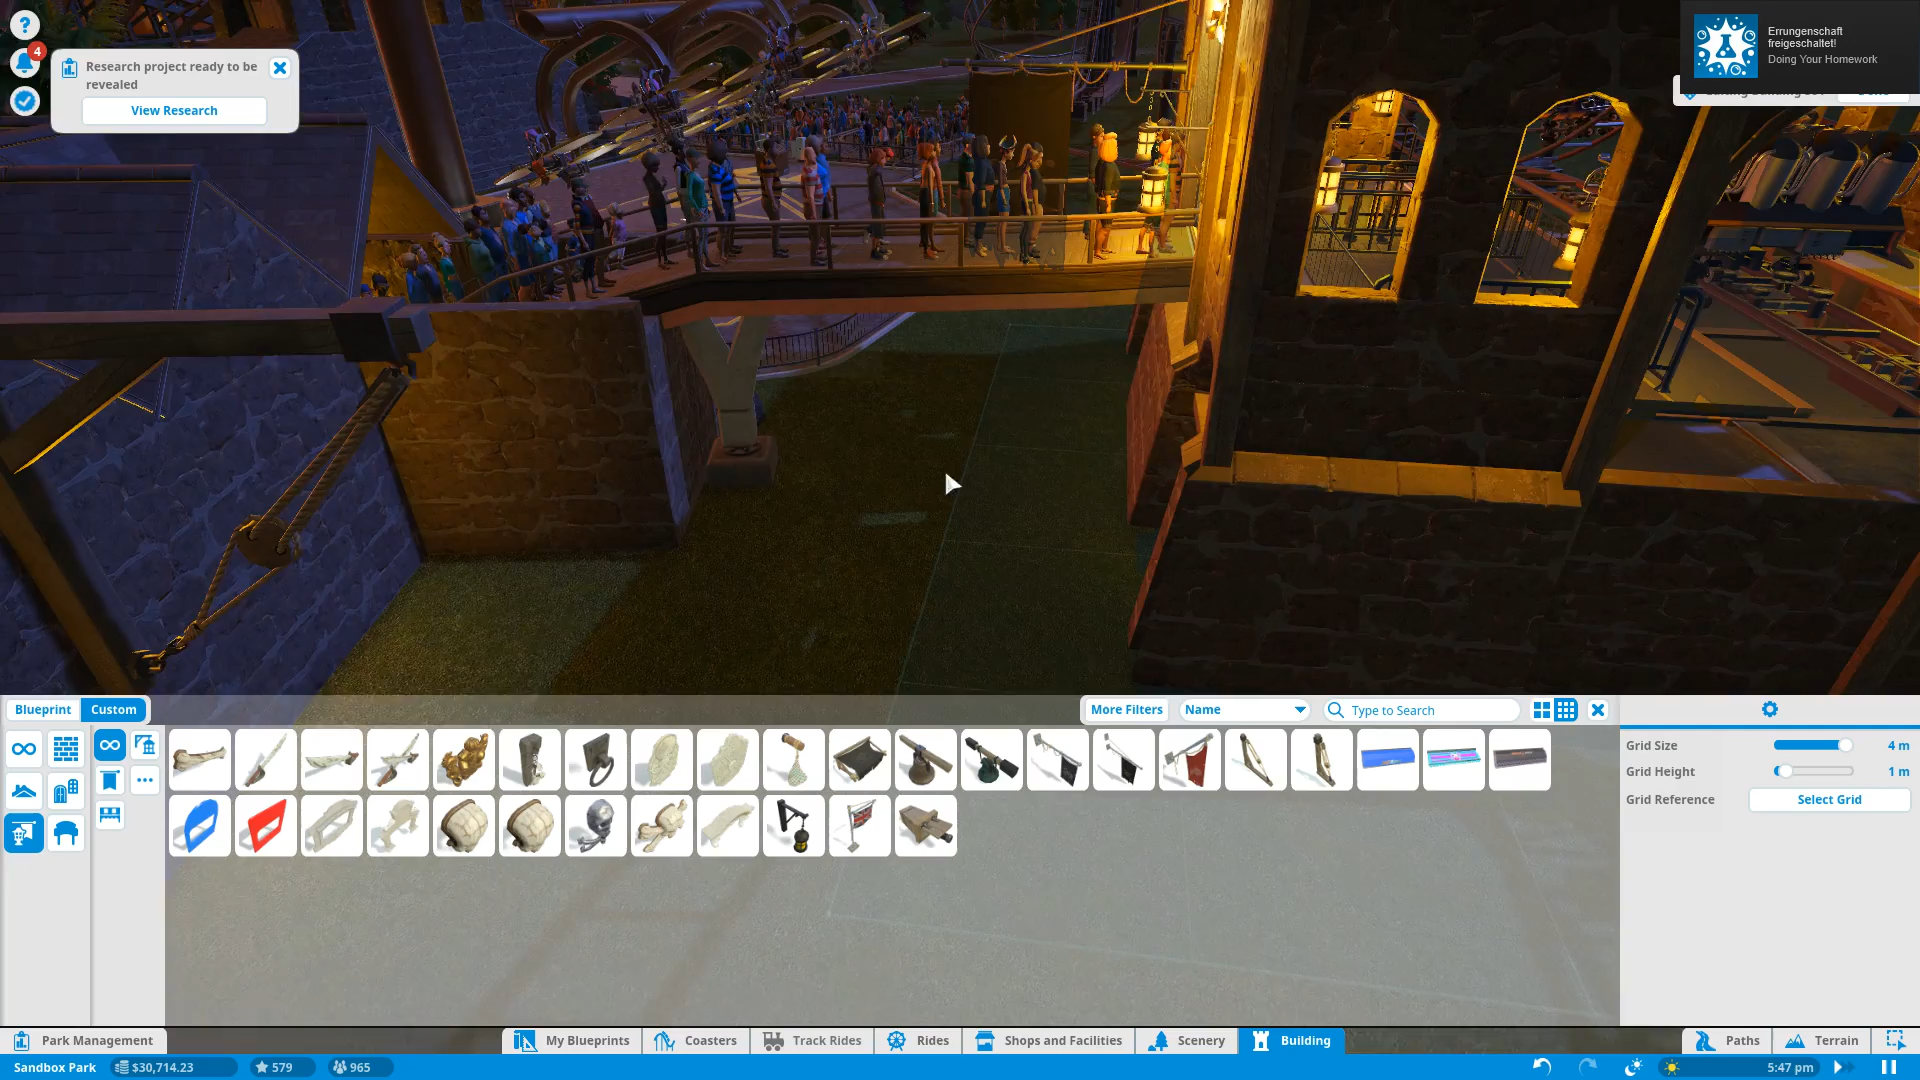 ?
4
Research project ready to be
revealed
View Research
Errungenschaft
freigeschaltet!
Doing Your Homework
Blueprint
Custom
More Filters
Name
Type to Search
Grid Size
4 m
Grid Height
1 m
Grid Reference
Select Grid
Park Management
My Blueprints
Coasters
Track Rides
Rides
Shops and Facilities
Scenery
Building
Paths
Terrain
Sandbox Park
$30,714.23
579
965
5:47 pm